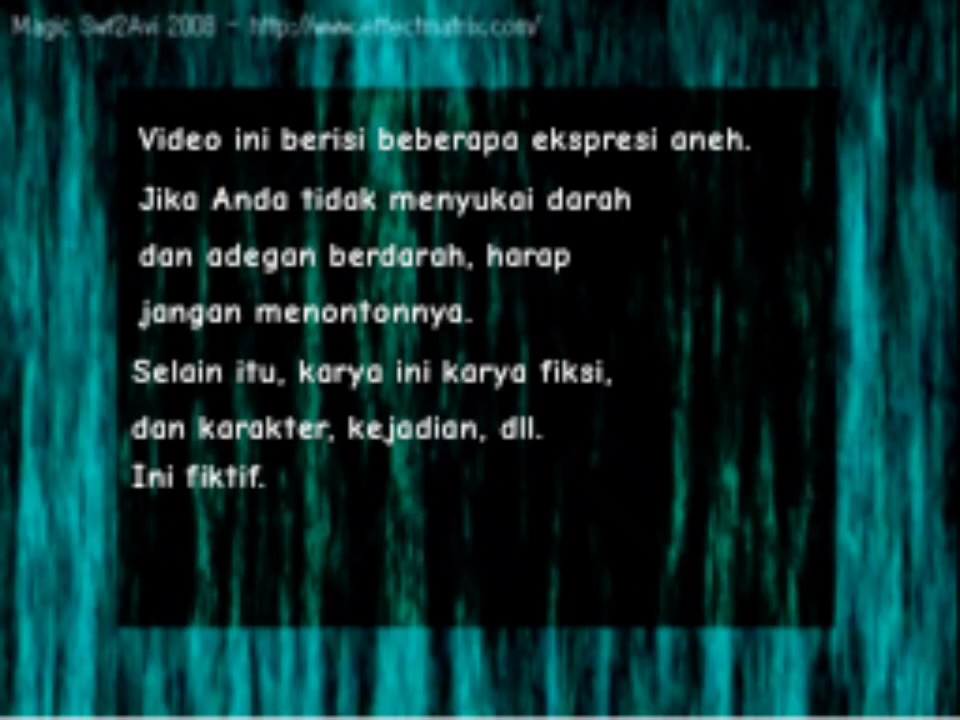 Magic Swf2Avi 2008 - http://www.effectmatrix.com/
Video ini berisi beberapa ekspresi aneh.
Jika Anda tidak menyukai darah
dan adegan berdarah, harap
jangan menontonnya.
Selain itu, karya ini karya fiksi,
dan karakter, kejadian, dll.
Ini fiktif.